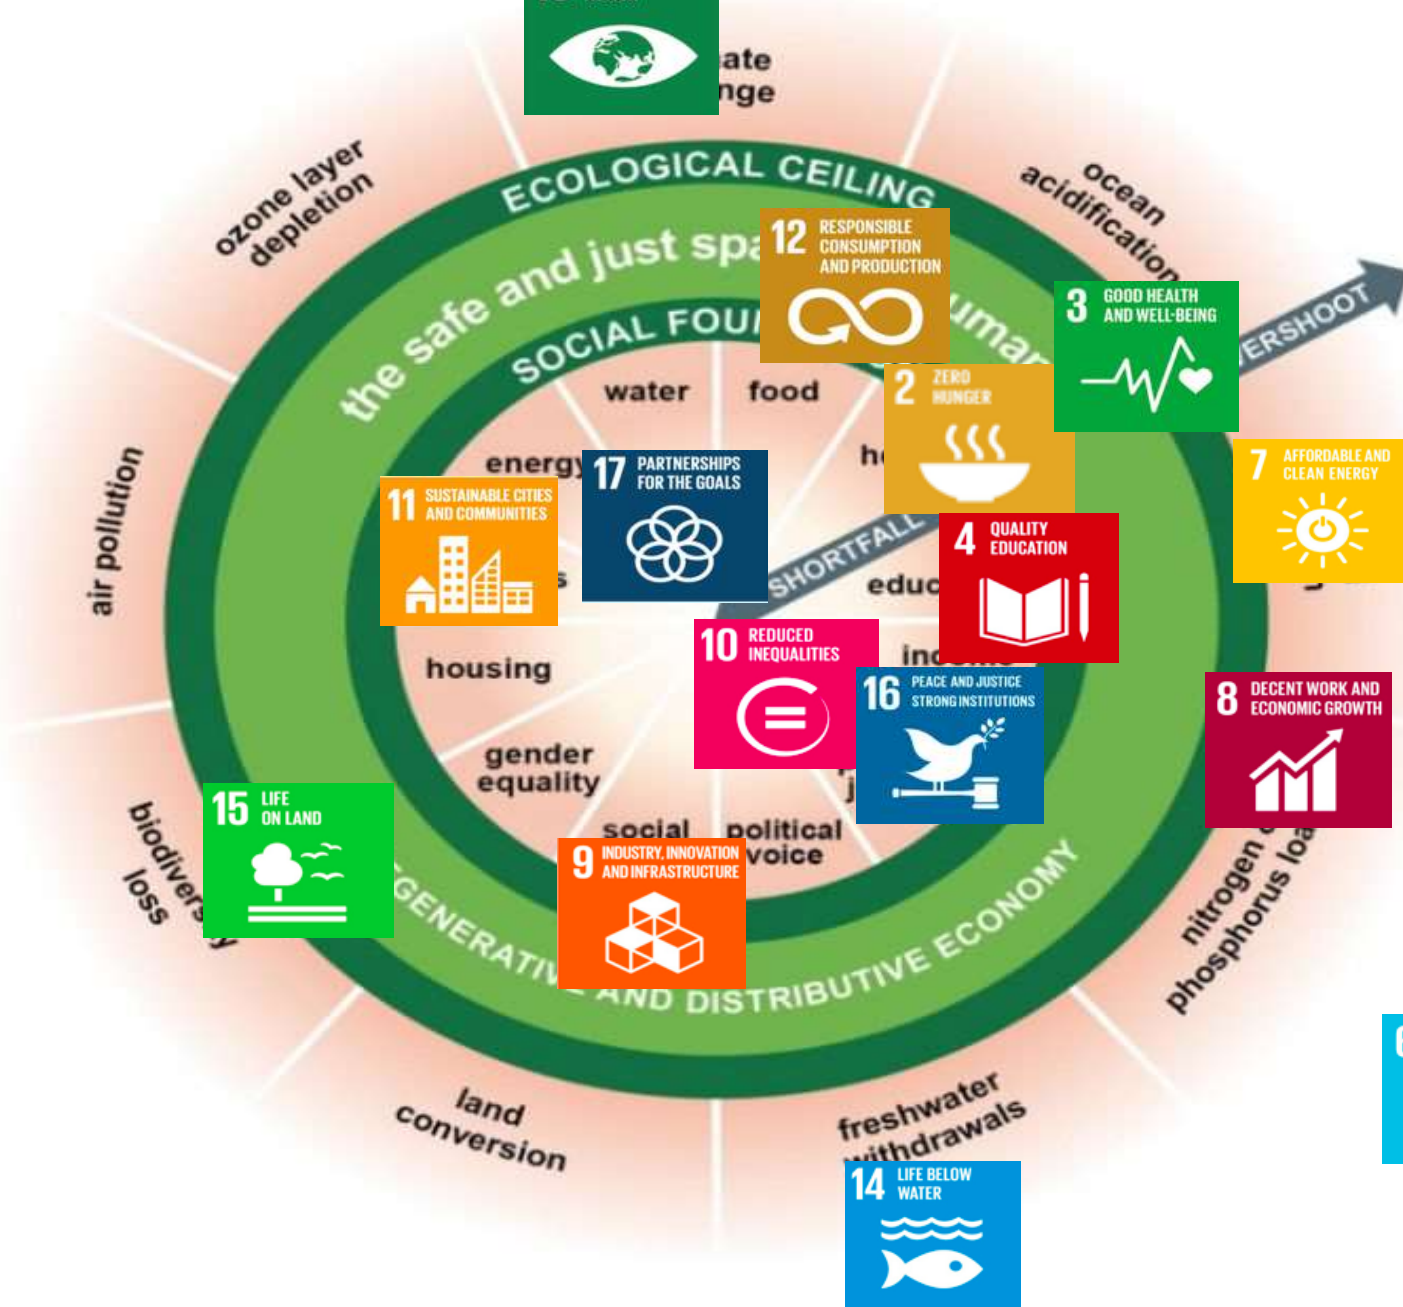 ate
nge
ozone layer
depletion
ocean
acidification
ECOLOGICAL CEILING
the safe and just
12 RESPONSIBLE
CONSUMPTION
AND PRODUCTION
3 GOOD HEALTH
AND WELL-BEING
ERSHOOT
SOCIAL
2 ZERO
HUNGER
water
food
energy
17 PARTNERSHIPS
FOR THE GOALS
11 SUSTAINABLE CITIES
AND COMMUNITIES
7 AFFORDABLE AND
CLEAN ENERGY
air pollution
SHORTFALL
4 QUALITY
EDUCATION
educ
10 REDUCED
INEQUALITIES
income
housing
16 PEACE AND JUSTICE
STRONG INSTITUTIONS
8 DECENT WORK AND
ECONOMIC GROWTH
gender
equality
15 LIFE
ON LAND
biodiversity
loss
social
political
voice
9 INDUSTRY, INNOVATION
AND INFRASTRUCTURE
EGENERATIVE AND DISTRIBUTIVE ECONOMY
nitrogen
phosphorus loa
land
conversion
freshwater
withdrawals
14 LIFE BELOW
WATER